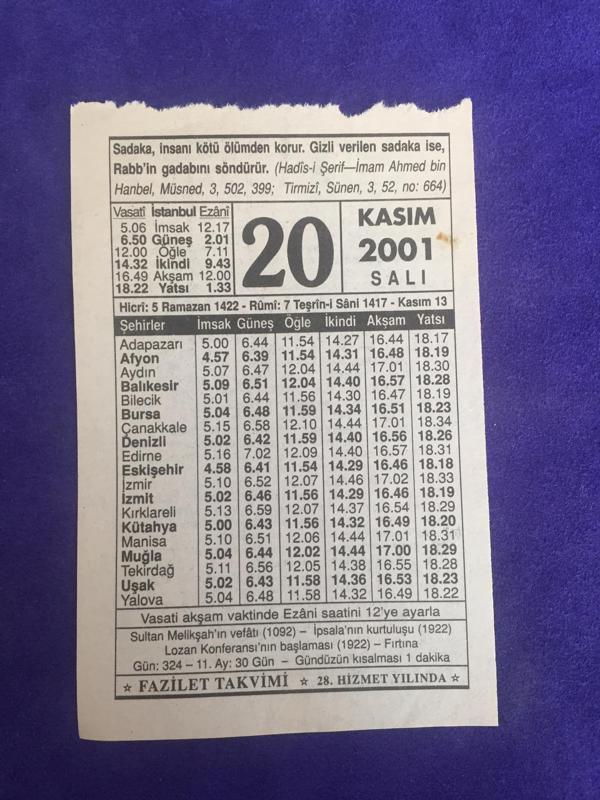 Sadaka, insanı kötü ölümden korur. Gizli verilen sadaka ise,
Rabb'in gadabını söndürür. (Hadîs-i Şerif—İmam Ahmed bin
Hanbel, Müsned, 3, 502, 399; Tirmizî, Sünen, 3, 52, no: 664)
Vasatî İstanbul Ezânî
5.06 İmsak 12.17
6.50 Güneş 2.01
12.00 Öğle 7.11
14.32 İkindi 9.43
16.49 Akşam 12.00
18.22 Yatsı 1.33
20
KASIM
2001
SALI
Hicrî: 5 Ramazan 1422 - Rûmî: 7 Teşrîn-i Sâni 1417 - Kasım 13
Şehirler İmsak Güneş Öğle İkindi Akşam Yatsı
Adapazarı 5.00 6.44 11.54 14.27 16.44 18.17
Afyon 4.57 6.39 11.54 14.31 16.48 18.19
Aydın 5.07 6.47 12.04 14.44 17.01 18.30
Balıkesir 5.09 6.51 12.04 14.40 16.57 18.28
Bilecik 5.01 6.44 11.56 14.30 16.47 18.19
Bursa 5.04 6.48 11.59 14.34 16.51 18.23
Çanakkale 5.15 6.58 12.10 14.44 17.01 18.34
Denizli 5.02 6.42 11.59 14.40 16.56 18.26
Edirne 5.16 7.02 12.09 14.40 16.57 18.31
Eskişehir 4.58 6.41 11.54 14.29 16.46 18.18
İzmir 5.10 6.52 12.07 14.46 17.02 18.33
İzmit 5.02 6.46 11.56 14.29 16.46 18.19
Kırklareli 5.13 6.59 12.07 14.37 16.54 18.29
Kütahya 5.00 6.43 11.56 14.32 16.49 18.20
Manisa 5.10 6.51 12.06 14.44 17.01 18.31
Muğla 5.04 6.44 12.02 14.44 17.00 18.29
Tekirdağ 5.11 6.56 12.05 14.38 16.55 18.28
Uşak 5.02 6.43 11.58 14.36 16.53 18.23
Yalova 5.04 6.48 11.58 14.32 16.49 18.22
Vasati akşam vaktinde Ezâni saatini 12'ye ayarla
Sultan Melikşah'ın vefâtı (1092) – İpsala'nın kurtuluşu (1922)
Lozan Konferansı'nın başlaması (1922) – Fırtına
Gün: 324 – 11. Ay: 30 Gün – Gündüzün kısalması 1 dakika
☆ FAZİLET TAKVİMİ ☆ 28. HİZMET YILINDA ☆